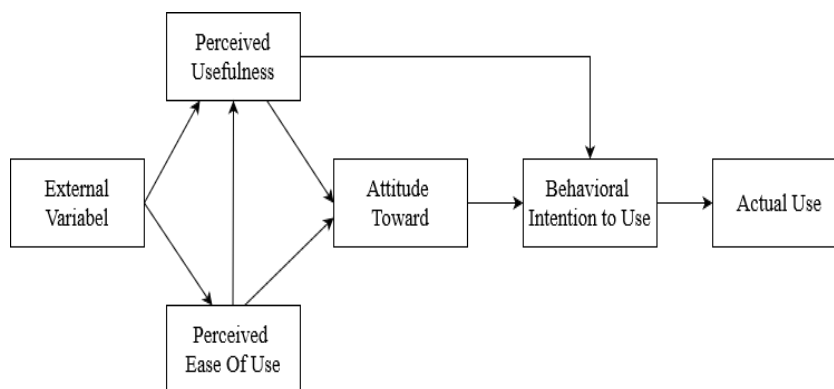 Perceived
Usefulness
External
Variabel
Attitude
Toward
Behavioral
Intention to Use
Actual Use
Perceived
Ease Of Use